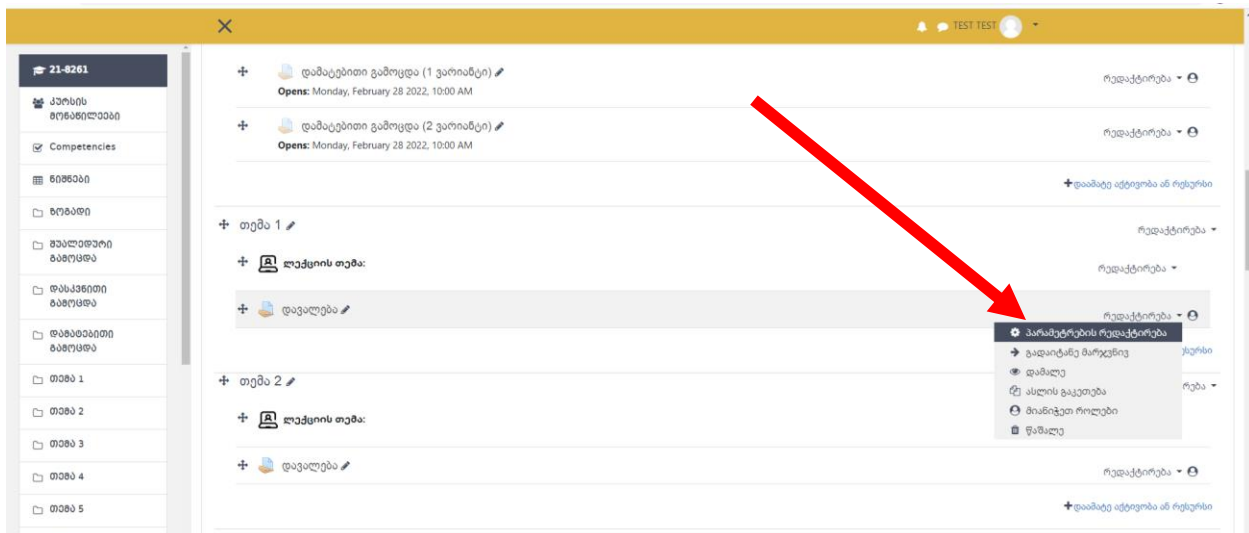 TEST TEST
21-8261
კურსის
მონაწილეები
Competencies
ნიშნები
ზოგადი
შუალედური
გამოცდა
დასკვნითი
გამოცდა
დამატებითი
გამოცდა
თემა 1
თემა 2
თემა 3
თემა 4
თემა 5
დამატებითი გამოცდა (1 ვარიანტი)
რედაქტირება
Opens: Monday, February 28 2022, 10:00 AM
დამატებითი გამოცდა (2 ვარიანტი)
რედაქტირება
Opens: Monday, February 28 2022, 10:00 AM
+დაამატე აქტივობა ან რესურსი
თემა 1
რედაქტირება
ლექციის თემა:
რედაქტირება
დავალება
რედაქტირება
პარამეტრების რედაქტირება
გადაიტანე მარჯვნივ
დამალე
ასლის გაკეთება
მიანიჭეთ როლები
წაშალე
თემა 2
ლექციის თემა:
დავალება
რედაქტირება
+დაამატე აქტივობა ან რესურსი